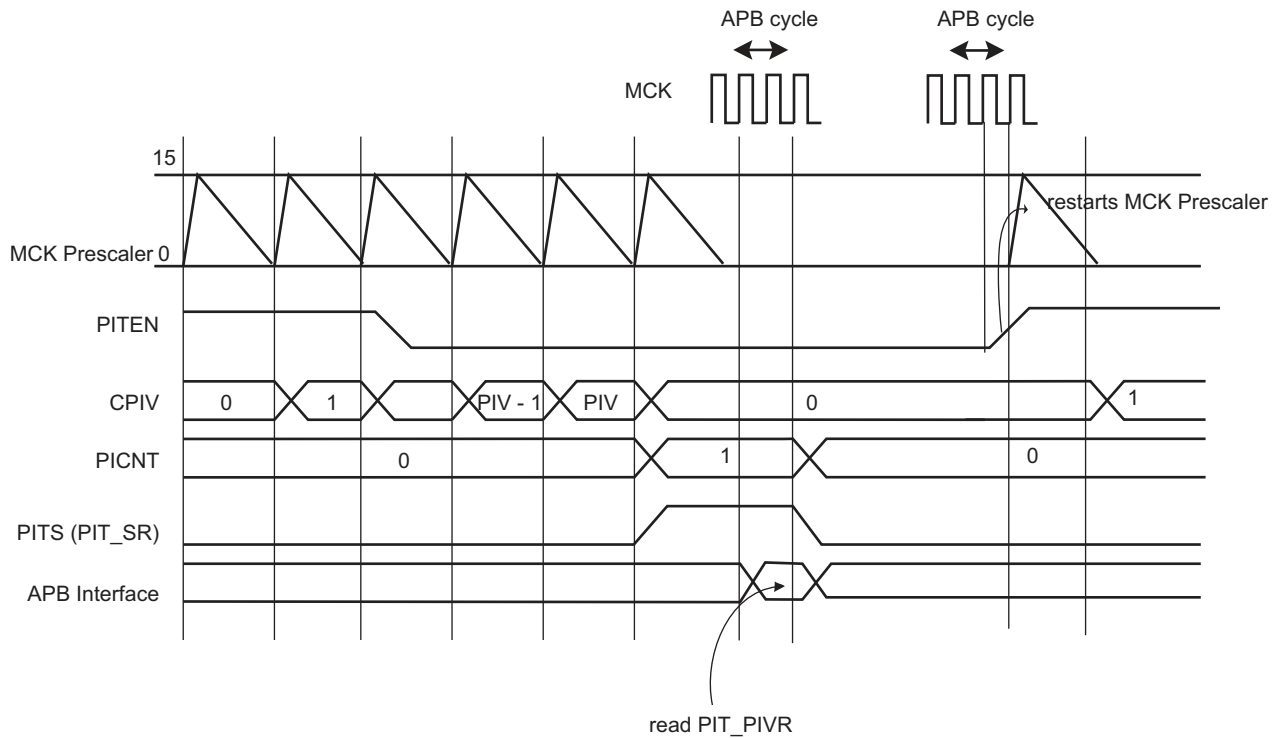 APB cycle
APB cycle
MCK
15
restarts MCK Prescaler
MCK Prescaler 0
PITEN
CPIV
0
1
PIV - 1
PIV
0
1
PICNT
0
1
0
PITS (PIT_SR)
APB Interface
read PIT_PIVR